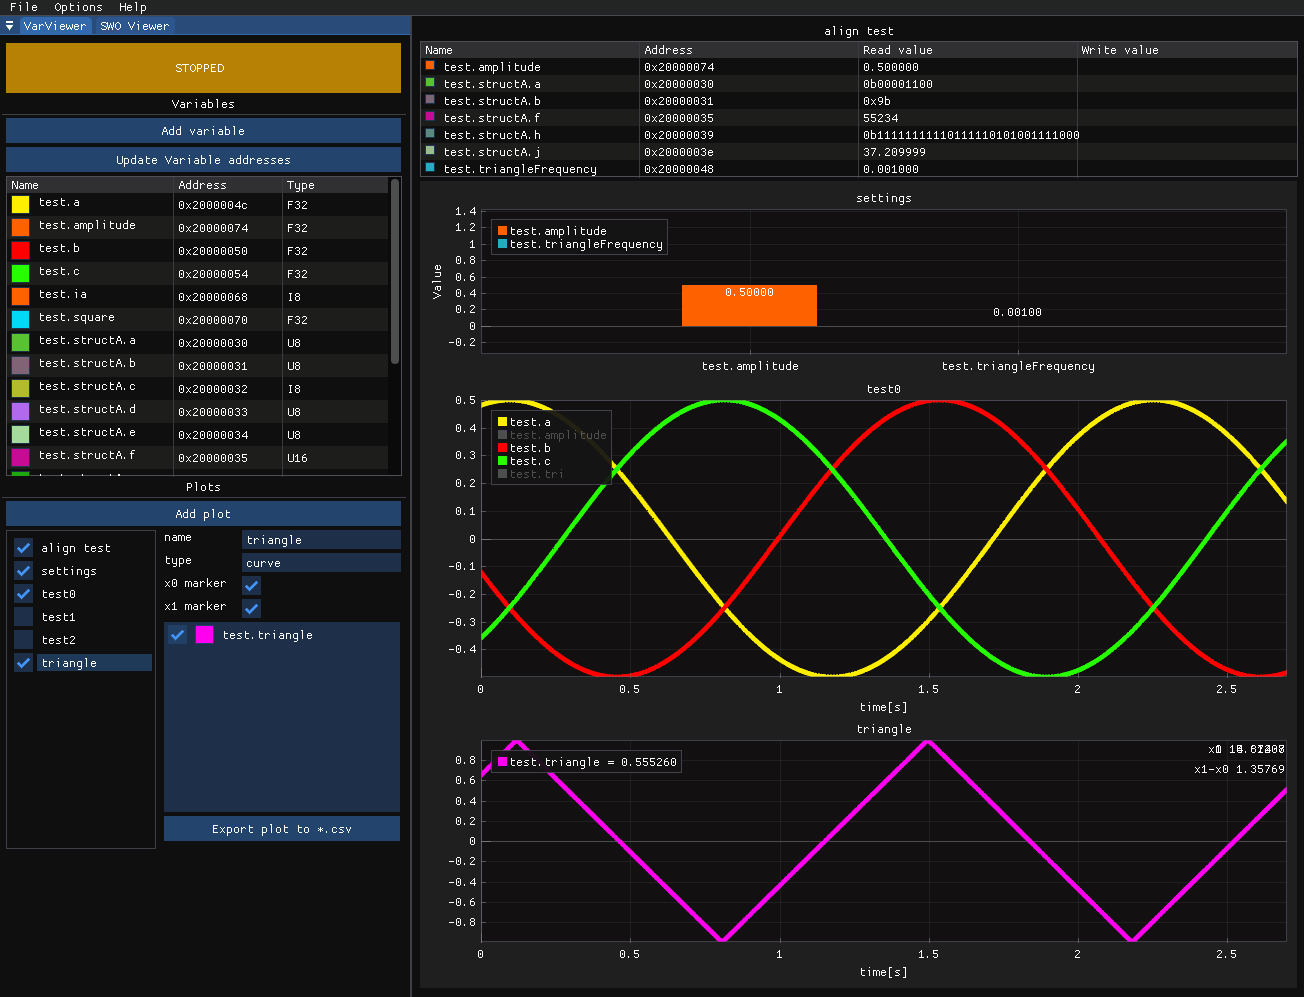 File Options Help
VarViewer SWO Viewer
STOPPED
Variables
Add variable
Update Variable addresses
Name Address Type
test.a 0x2000004c F32
test.amplitude 0x20000074 F32
test.b 0x20000050 F32
test.c 0x20000054 F32
test.ia 0x20000068 I8
test.square 0x20000070 F32
test.structA.a 0x20000030 U8
test.structA.b 0x20000031 U8
test.structA.c 0x20000032 I8
test.structA.d 0x20000033 U8
test.structA.e 0x20000034 U8
test.structA.f 0x20000035 U16
Plots
Add plot
align test
settings
test0
test1
test2
triangle
name triangle
type curve
x0 marker
x1 marker
test.triangle
Export plot to *.csv
align test
Name Address Read value Write value
test.amplitude 0x20000074 0.500000
test.structA.a 0x20000030 0b00001100
test.structA.b 0x20000031 0x9b
test.structA.f 0x20000035 55234
test.structA.h 0x20000039
test.structA.j 0x2000003e 37.209999
test.triangleFrequency 0x20000048 0.001000
settings
Value
1.4
1.2
1
0.8
0.6
0.4
0.2
0
-0.2
test.amplitude
test.triangleFrequency
0.50000
0.00100
test.amplitude test.triangleFrequency
test0
0.5
0.4
0.3
0.2
0.1
0
-0.1
-0.2
-0.3
-0.4
test.a
test.amplitude
test.b
test.c
test.tri
0 0.5 1 1.5 2 2.5
time[s]
triangle
0.8
0.6
0.4
0.2
0
-0.2
-0.4
-0.6
-0.8
test.triangle = 0.555260
x1-x0 1.35769
0 0.5 1 1.5 2 2.5
time[s]